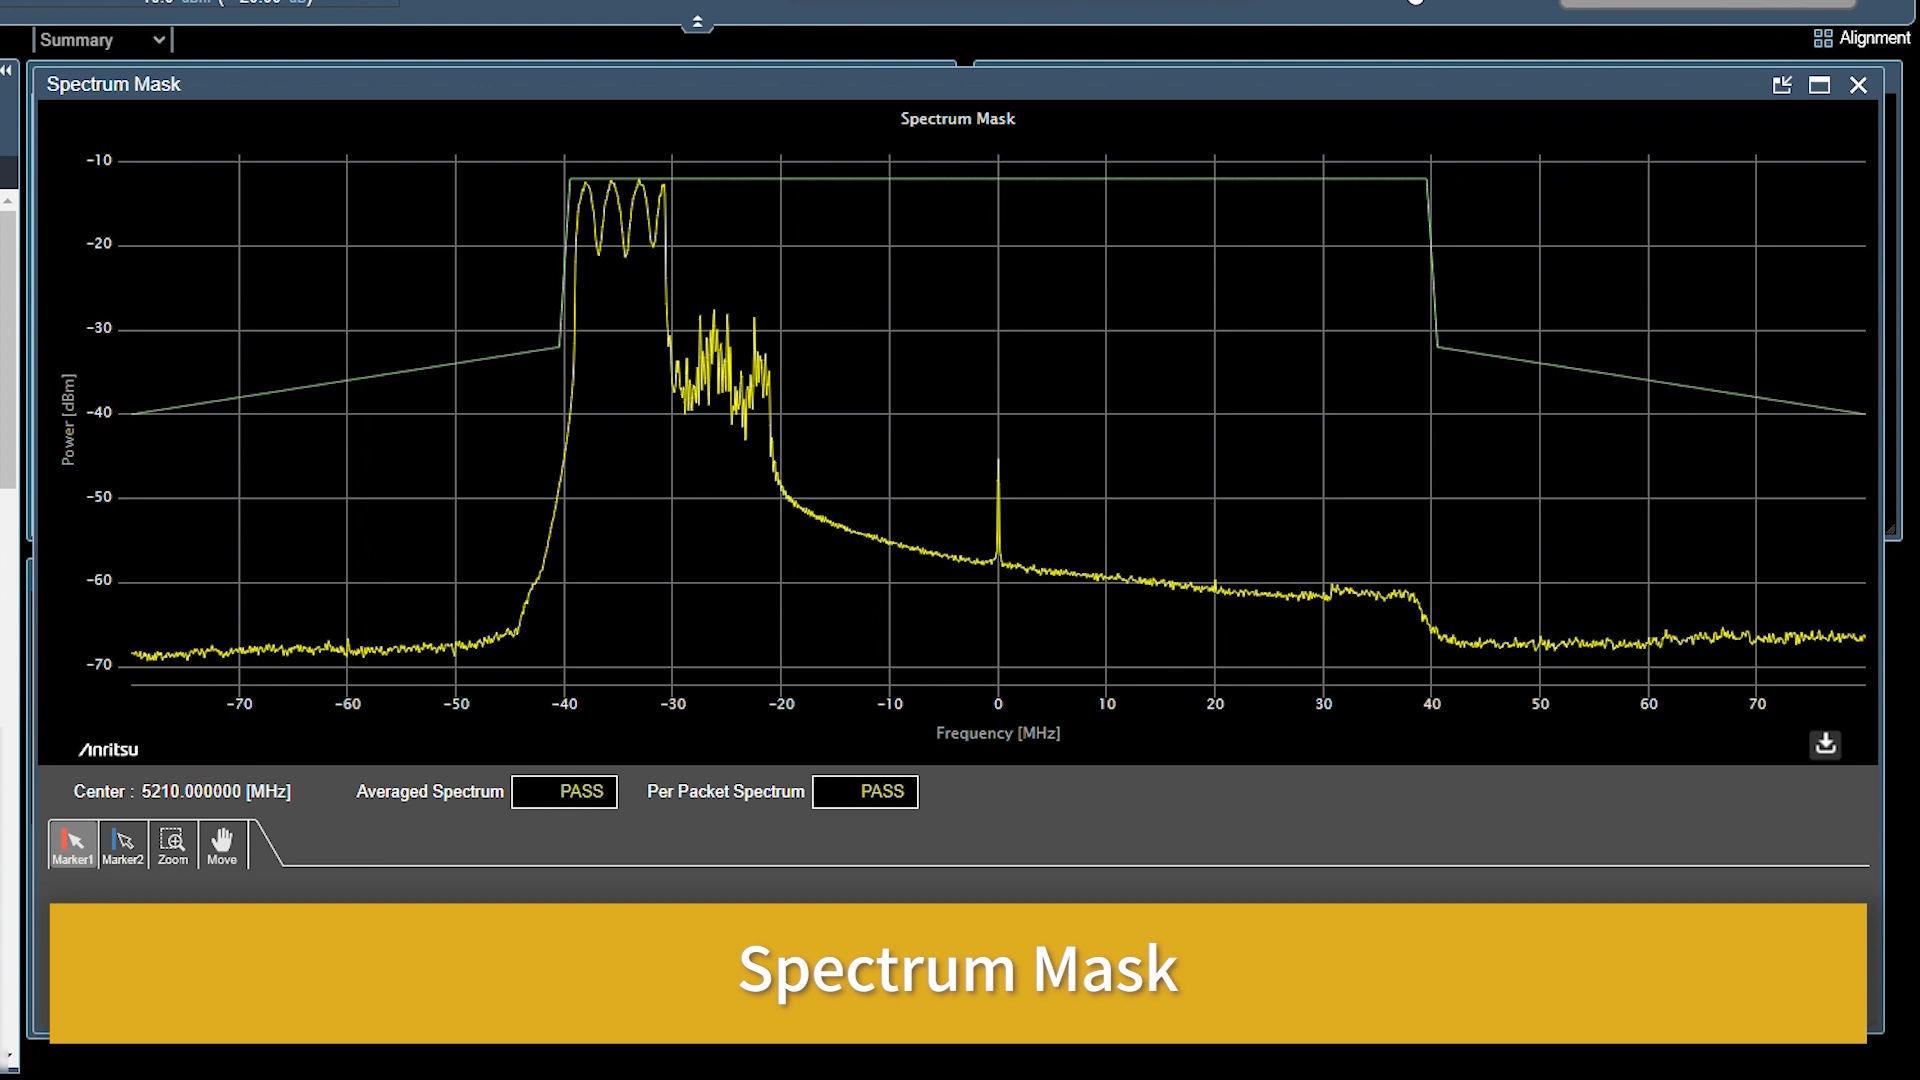 Summary
Alignment
Spectrum Mask
Spectrum Mask
−10
−20
−30
−40
−50
−60
−70
Power [dBm]
−70 −60 −50 −40 −30 −20 −10 0 10 20 30 40 50 60 70
Frequency [MHz]
Anritsu
Center : 5210.000000 [MHz] Averaged Spectrum PASS Per Packet Spectrum PASS
Marker1 Marker2 Zoom Move
Spectrum Mask